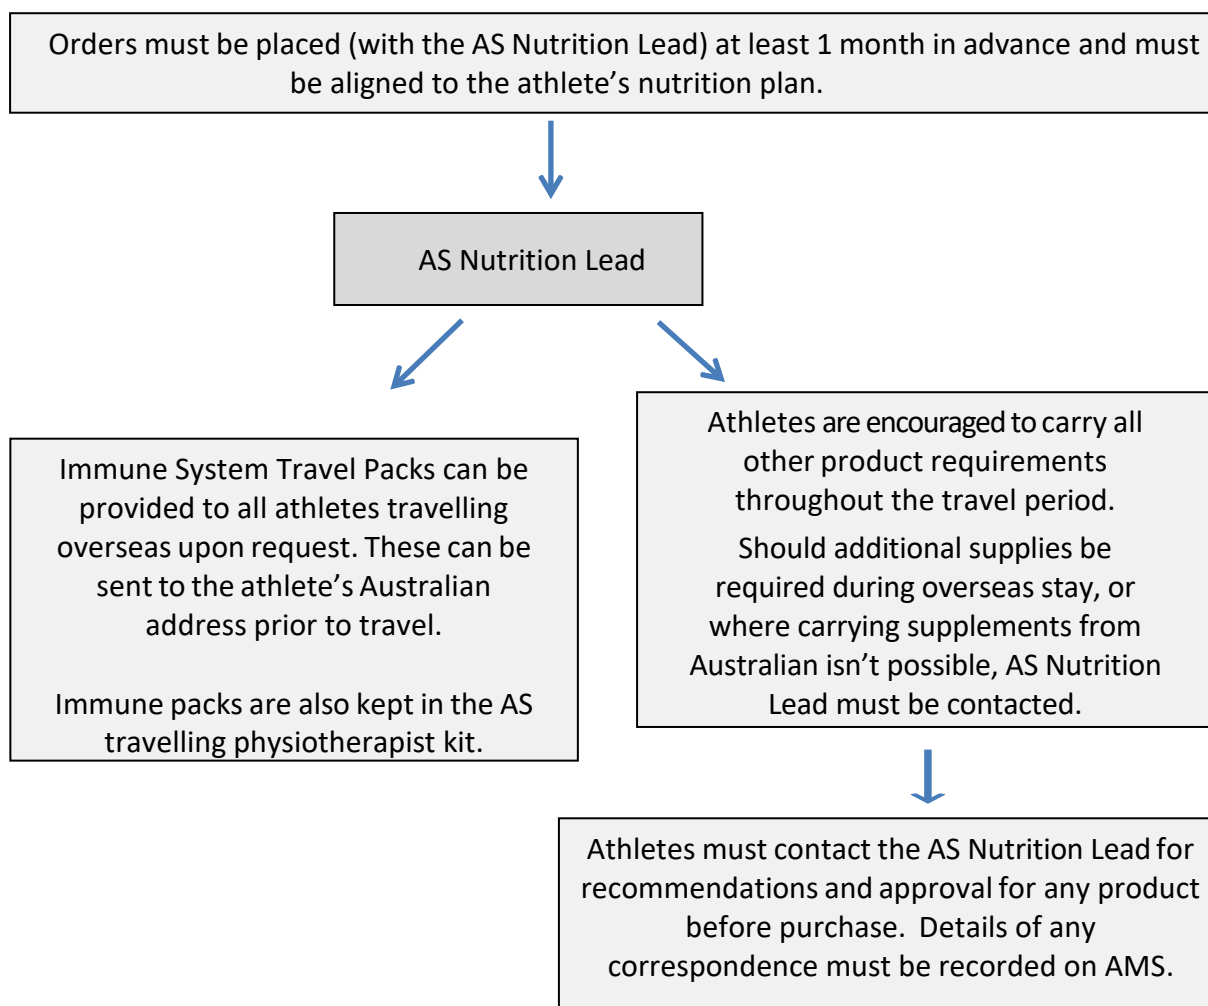 Orders must be placed (with the AS Nutrition Lead) at least 1 month in advance and must
be aligned to the athlete’s nutrition plan.
AS Nutrition Lead
Immune System Travel Packs can be
provided to all athletes travelling
overseas upon request. These can be
sent to the athlete’s Australian
address prior to travel.
Immune packs are also kept in the AS
travelling physiotherapist kit.
Athletes are encouraged to carry all
other product requirements
throughout the travel period.
Should additional supplies be
required during overseas stay, or
where carrying supplements from
Australian isn’t possible, AS Nutrition
Lead must be contacted.
Athletes must contact the AS Nutrition Lead for
recommendations and approval for any product
before purchase.  Details of any
correspondence must be recorded on AMS.